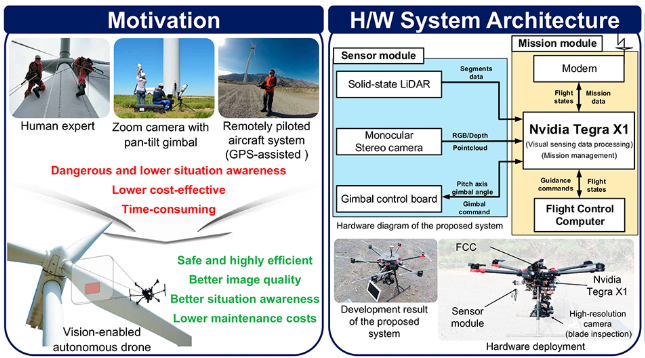 Motivation
Human expert
Zoom camera with
pan-tilt gimbal
Remotely piloted
aircraft system
(GPS-assisted )
Dangerous and lower situation awareness
Lower cost-effective
Time-consuming
Safe and highly efficient
Better image quality
Better situation awareness
Lower maintenance costs
Vision-enabled
autonomous drone
H/W System Architecture
Sensor module
Solid-state LiDAR
Monocular
Stereo camera
Gimbal control board
Segments
data
RGB/Depth
Pointcloud
Pitch axis
gimbal angle
Gimbal
command
Mission module
Modem
Flight
states
Mission
data
Nvidia Tegra X1
(Visual sensing data processing)
(Mission management)
Guidance
commands
Flight
states
Flight Control
Computer
Hardware diagram of the proposed system
Development result
of the proposed
system
FCC
Nvidia
Tegra X1
Sensor
module
High-resolution
camera
(blade inspection)
Hardware deployment